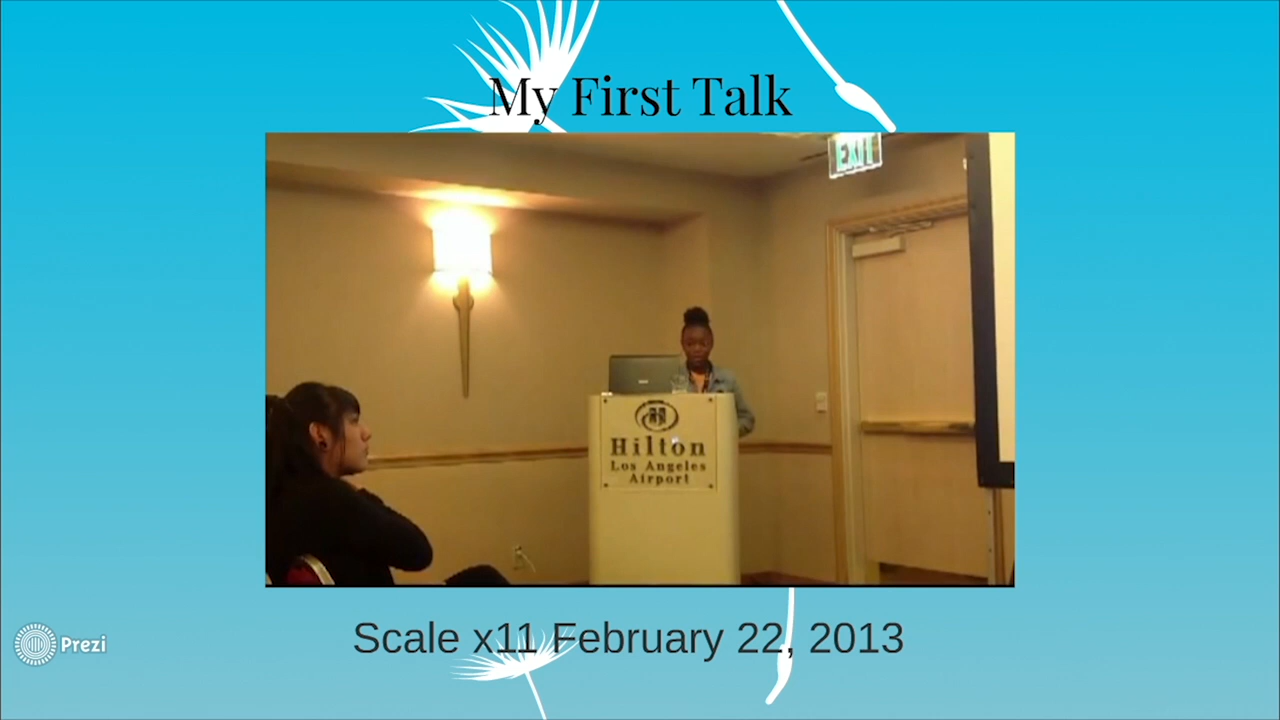 My First Talk
EXIT
Hilton
Los Angeles
Airport
Scale x11 February 22, 2013
Prezi